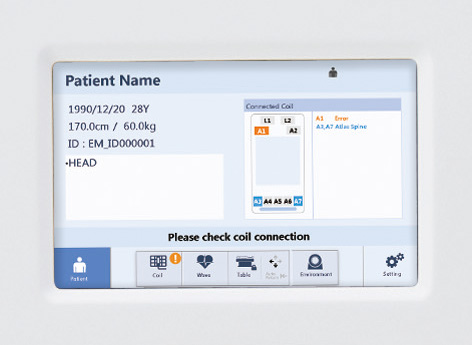 Patient Name
1990/12/20 28Y
170.0cm / 60.0kg
ID : EM_ID000001
•HEAD
Connected Coil
L1 L2
A1 A2
A3 A4 A5 A6 A7
A1 Error
A3,A7 Atlas Spine
Please check coil connection
Patient
Coil
Waves
Table
Environment
Setting